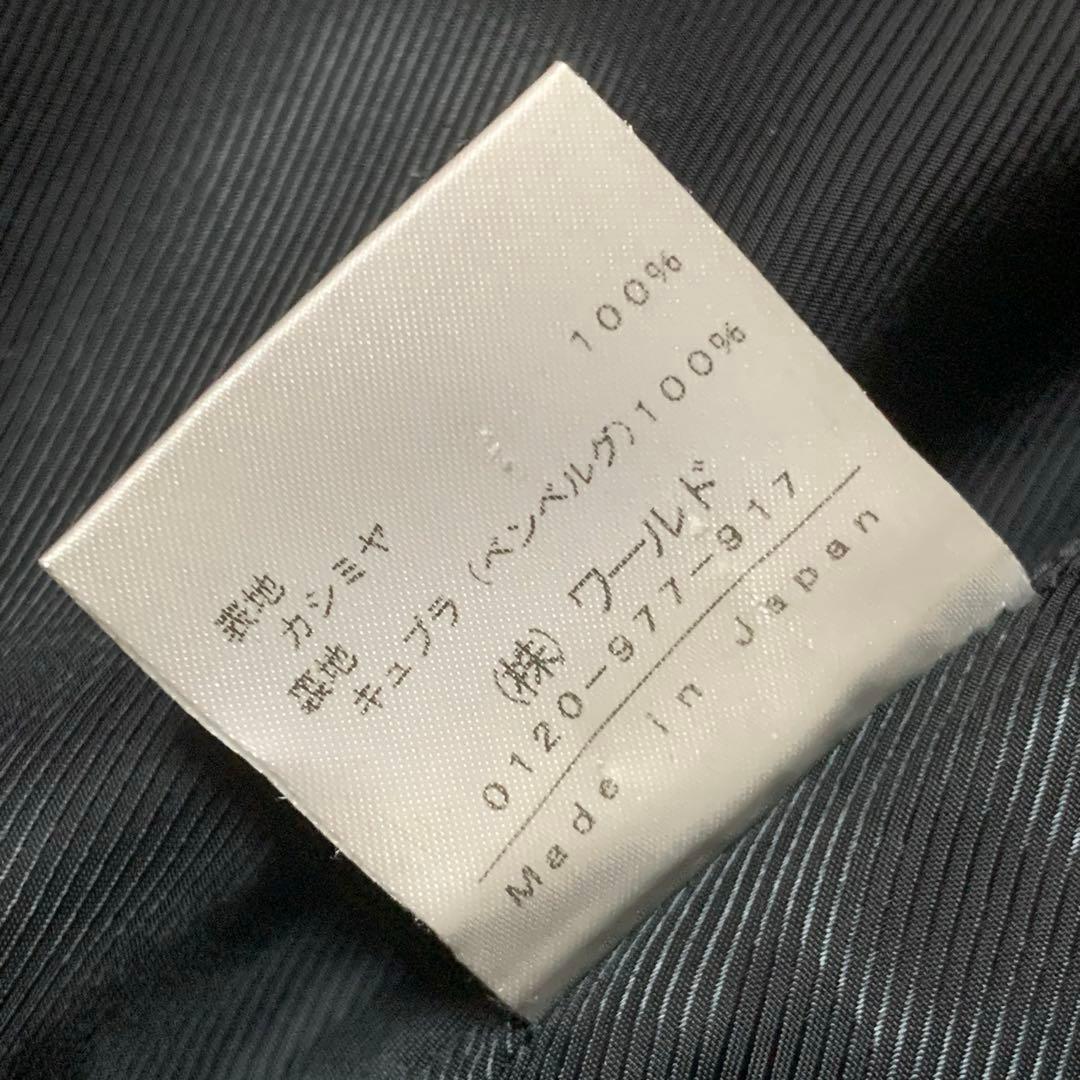 表地
カシミヤ 100%
裏地
キュプラ (ベンベルグ)100%
(株) ワールド
0120-977-917
Made in Japan